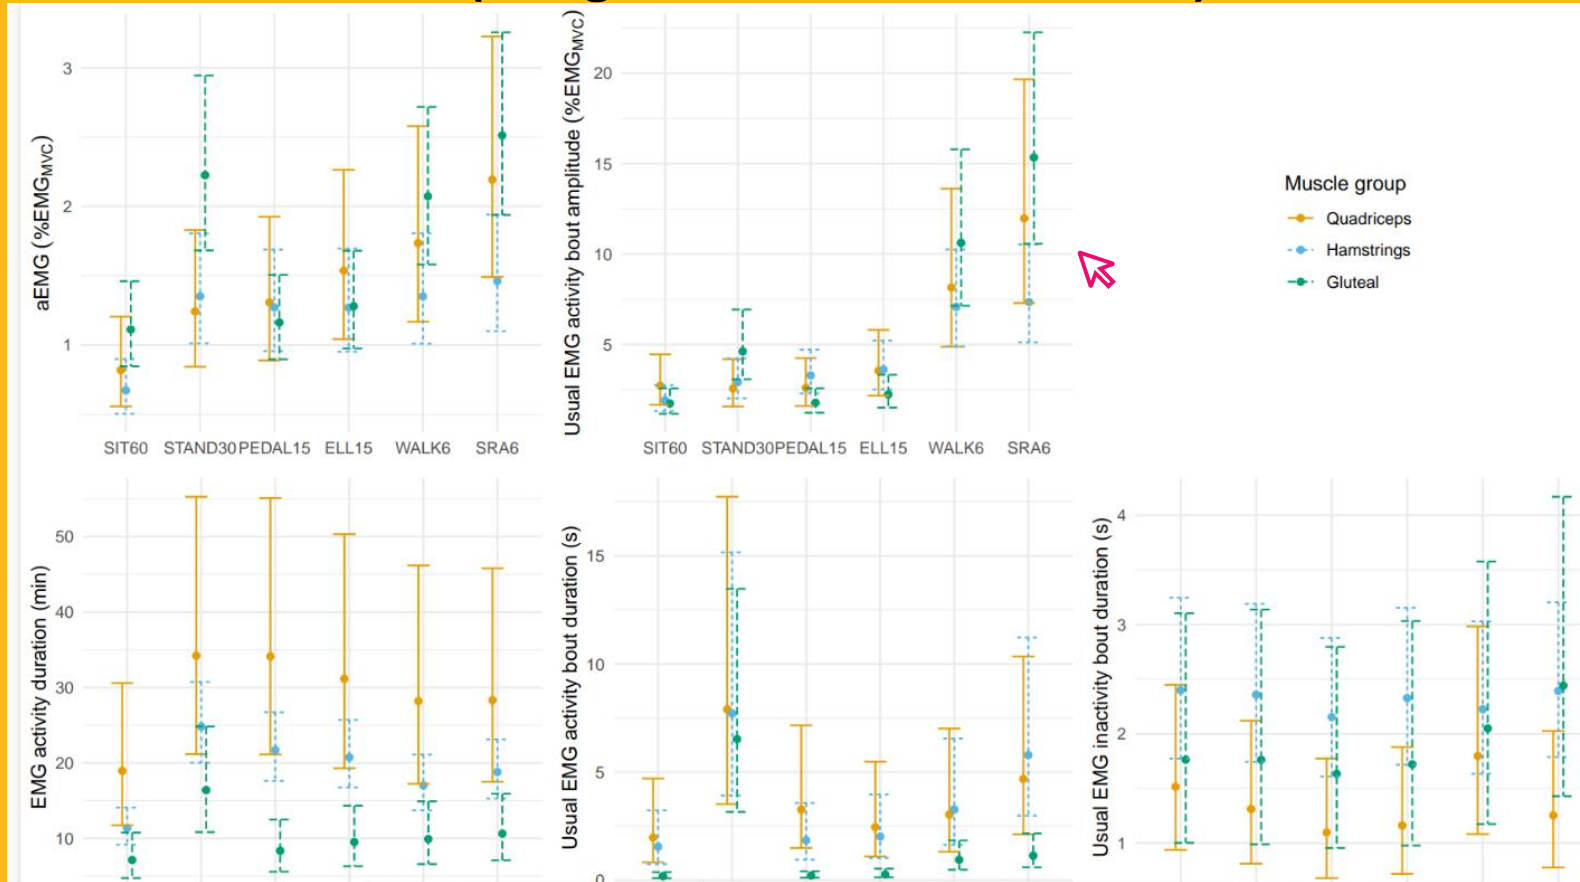 aEMG (%EMGMVC)
3
2
1
SIT60 STAND30 PEDAL15 ELL15 WALK6 SRA6
Usual EMG activity bout amplitude (%EMGMVC)
20
15
10
5
SIT60 STAND30 PEDAL15 ELL15 WALK6 SRA6
Muscle group
Quadriceps
Hamstrings
Gluteal
EMG activity duration (min)
50
40
30
20
10
Usual EMG activity bout duration (s)
15
10
5
0
Usual EMG inactivity bout duration (s)
4
3
2
1